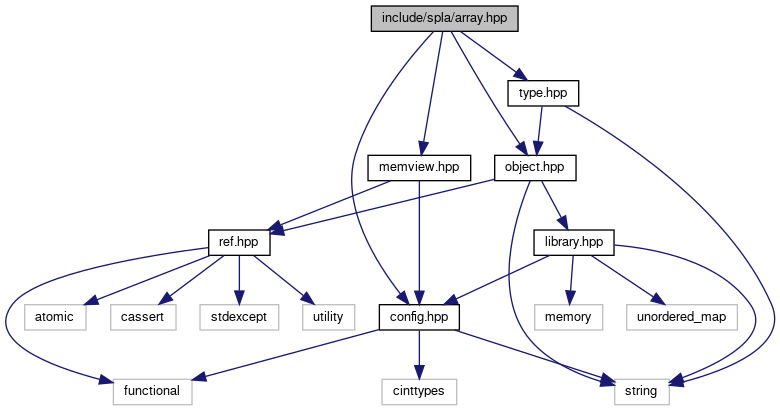 include/spla/array.hpp
type.hpp
memview.hpp
object.hpp
ref.hpp
library.hpp
atomic
cassert
stdexcept
utility
config.hpp
memory
unordered_map
functional
cinttypes
string